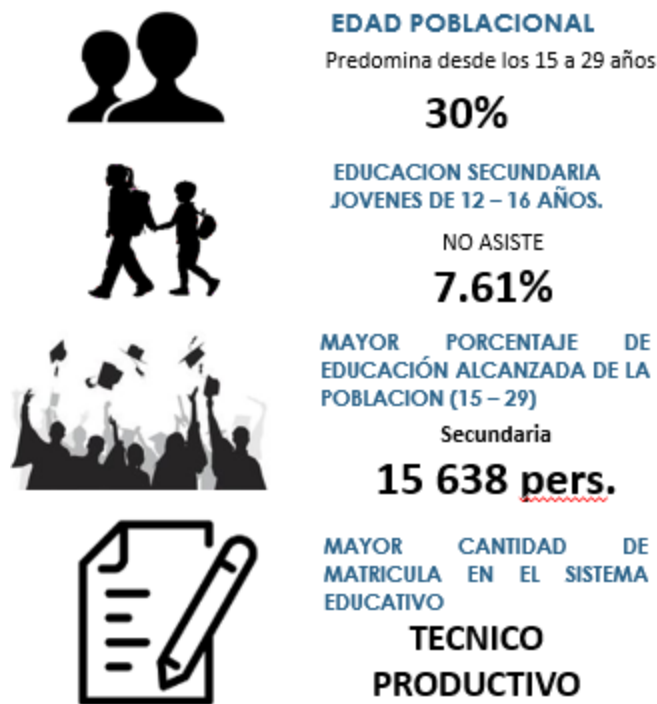 EDAD POBLACIONAL
Predomina desde los 15 a 29 años
30%
EDUCACION SECUNDARIA
JOVENES DE 12 – 16 AÑOS.
NO ASISTE
7.61%
MAYOR PORCENTAJE DE
EDUCACIÓN ALCANZADA DE LA
POBLACION (15 – 29)
Secundaria
15 638 pers.
MAYOR CANTIDAD DE
MATRICULA EN EL SISTEMA
EDUCATIVO
TECNICO
PRODUCTIVO